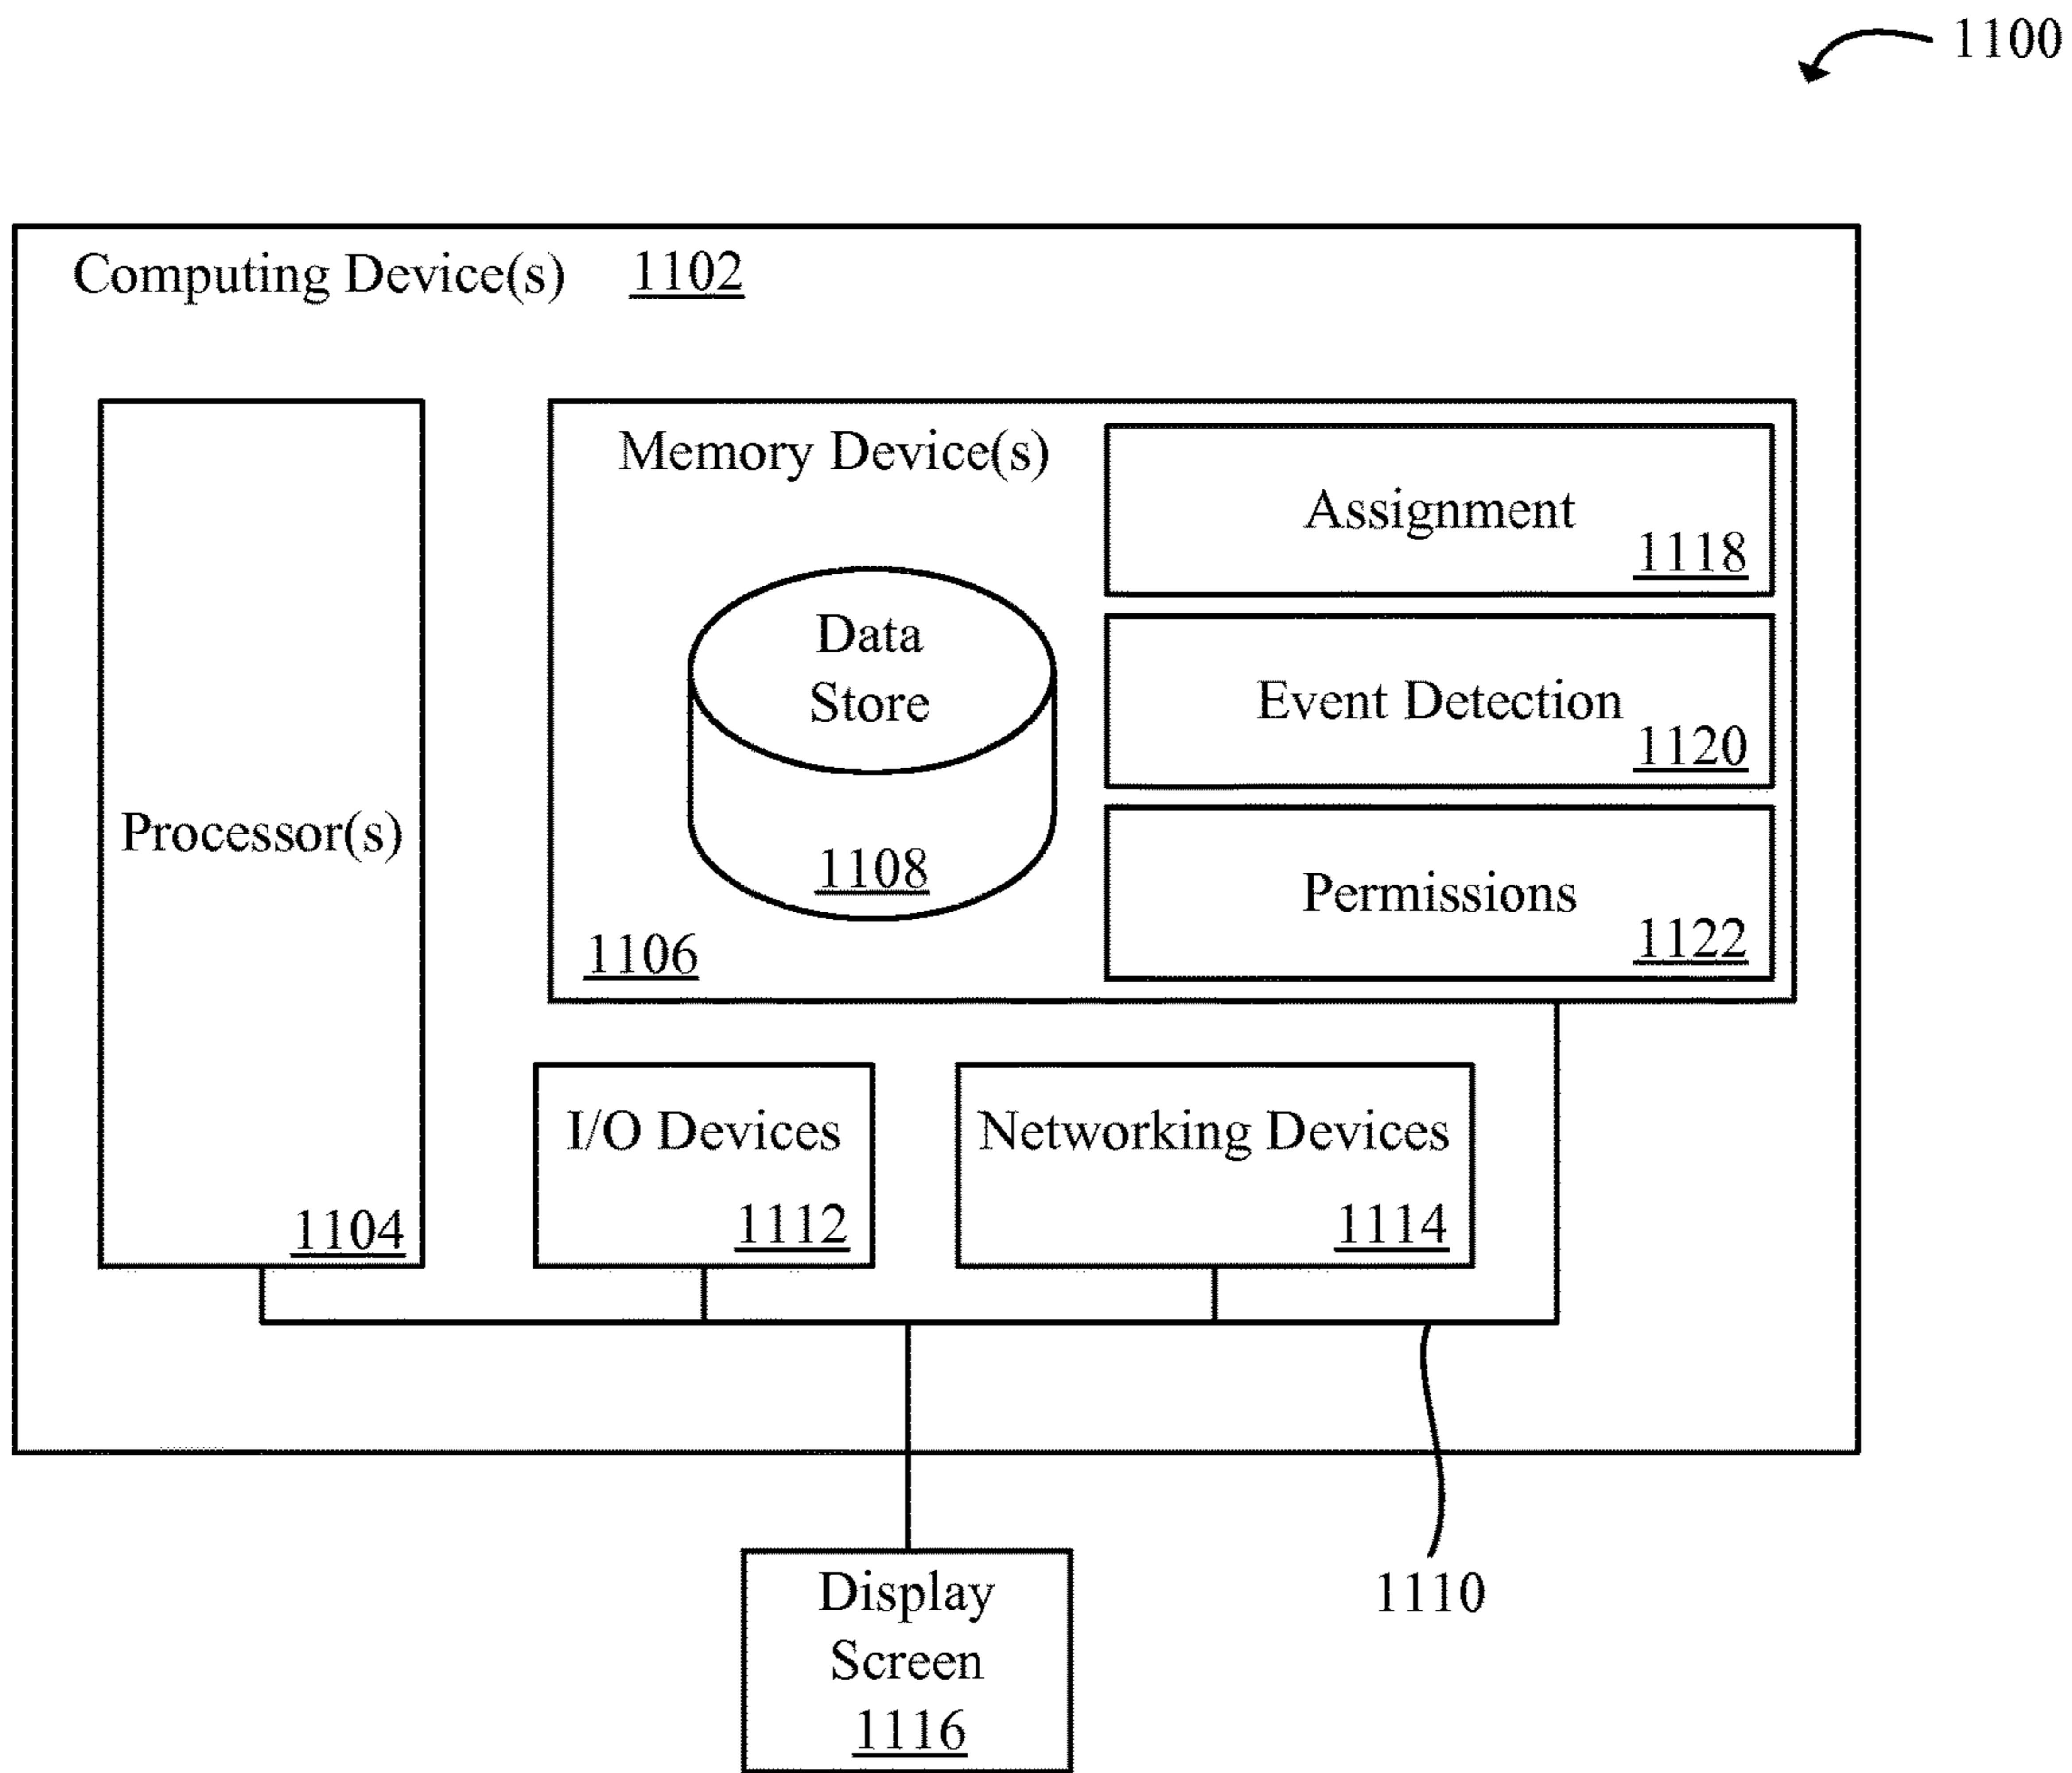 1100
Computing Device(s) 1102
Memory Device(s)
Assignment
1118
Data
Store
1108
Event Detection
1120
Permissions
1122
1106
Processor(s)
1104
I/O Devices
1112
Networking Devices
1114
1110
Display
Screen
1116